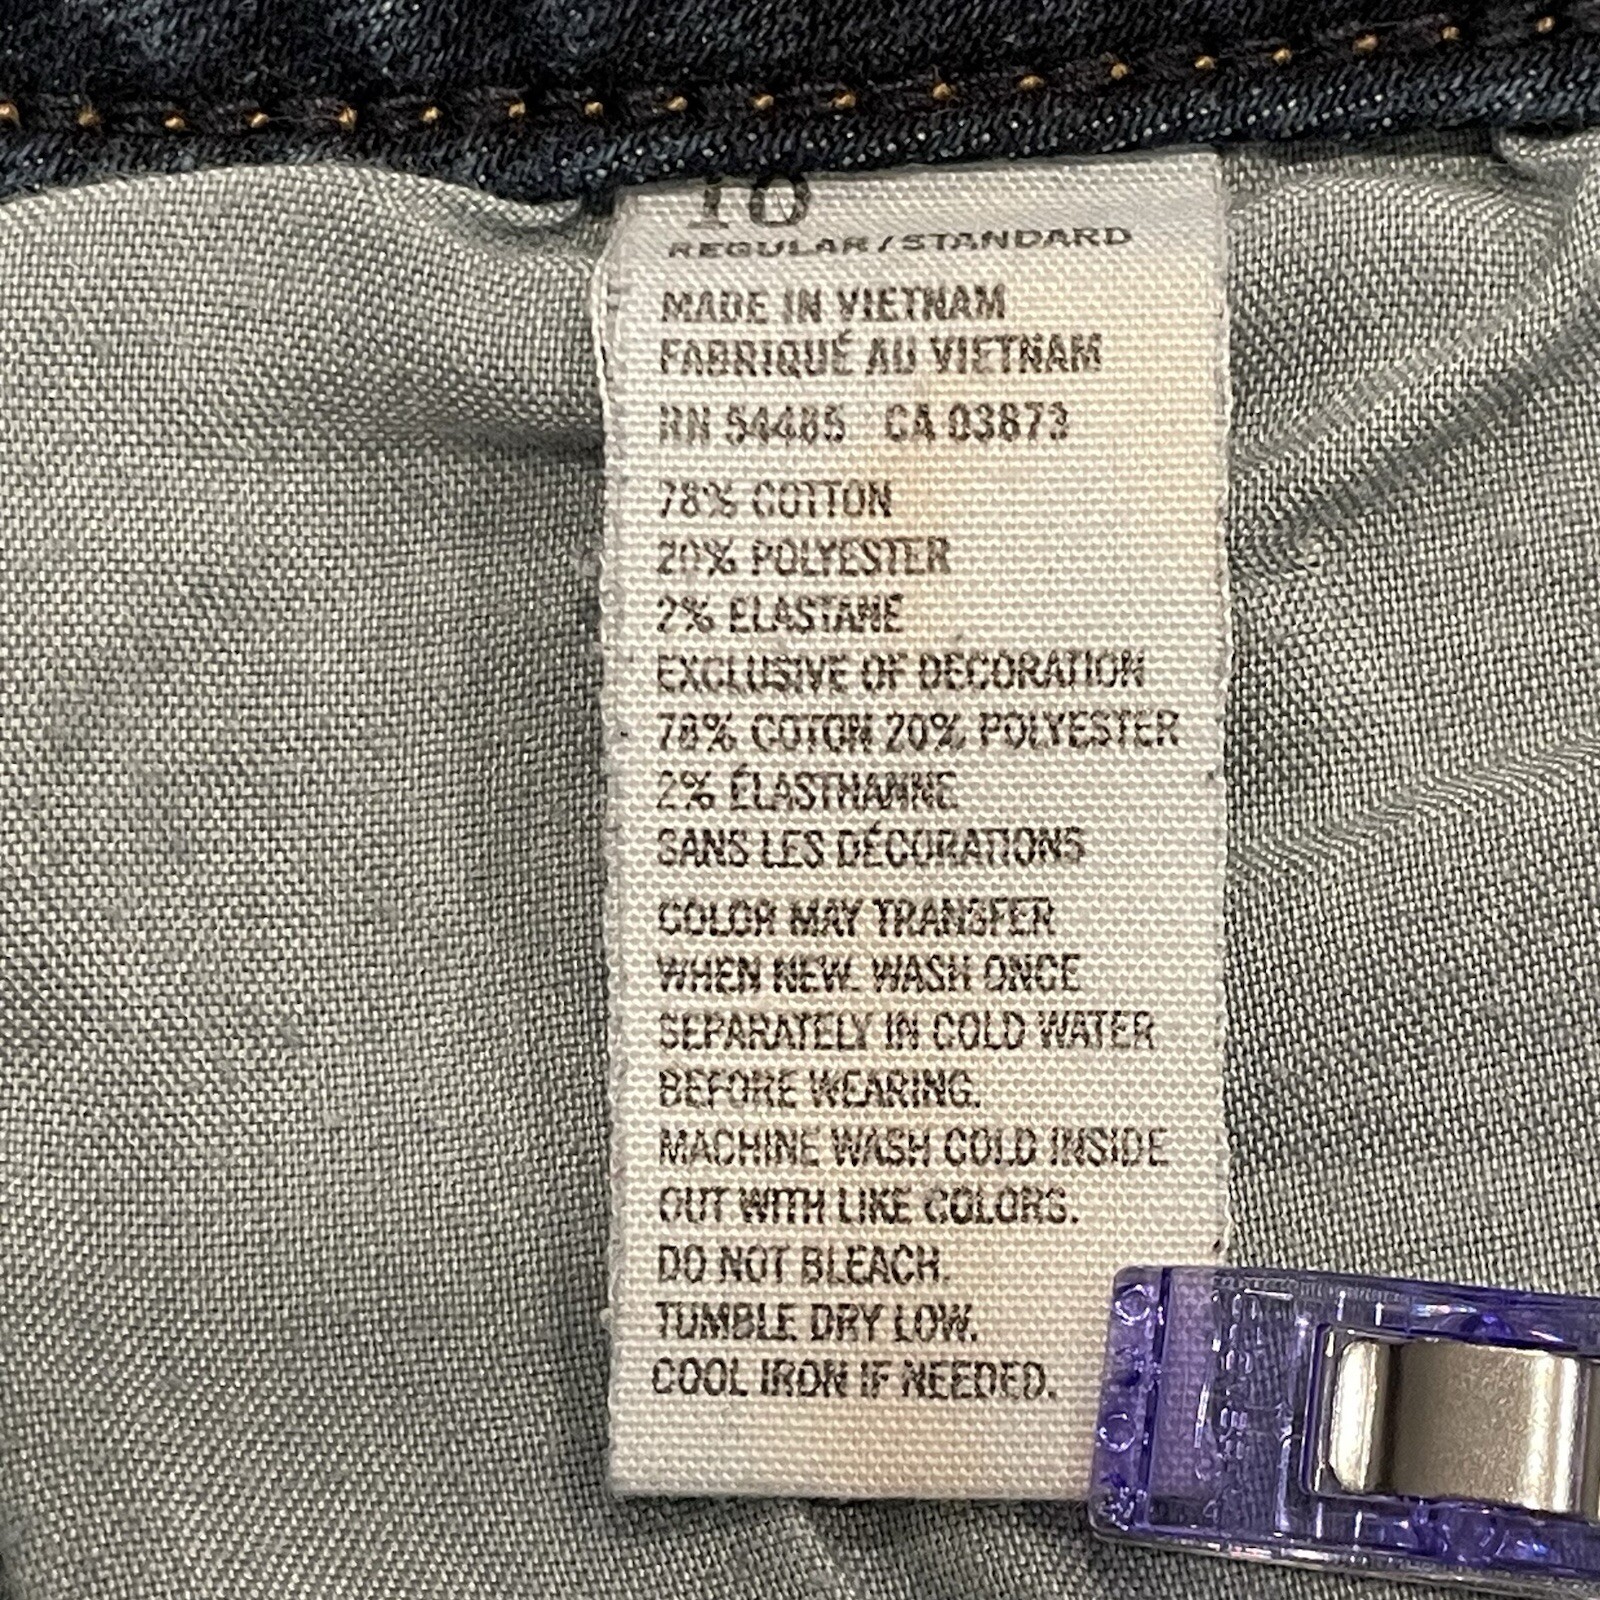 10
REGULAR/STANDARD
MADE IN VIETNAM
FABRIQUÉ AU VIETNAM
RN 54485 CA 03873
78% COTTON
20% POLYESTER
2% ELASTANE
EXCLUSIVE OF DECORATION
78% COTON 20% POLYESTER
2% ÉLASTHANNE
SANS LES DÉCORATIONS
COLOR MAY TRANSFER
WHEN NEW. WASH ONCE
SEPARATELY IN COLD WATER
BEFORE WEARING.
MACHINE WASH COLD INSIDE
OUT WITH LIKE COLORS.
DO NOT BLEACH.
TUMBLE DRY LOW.
COOL IRON IF NEEDED.